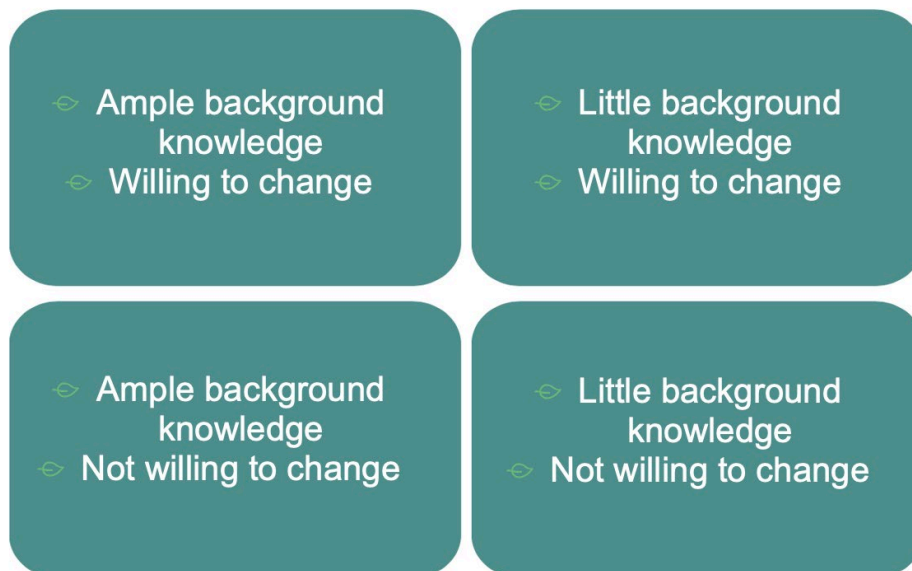 Ample background
knowledge
Willing to change
Little background
knowledge
Willing to change
Ample background
knowledge
Not willing to change
Little background
knowledge
Not willing to change